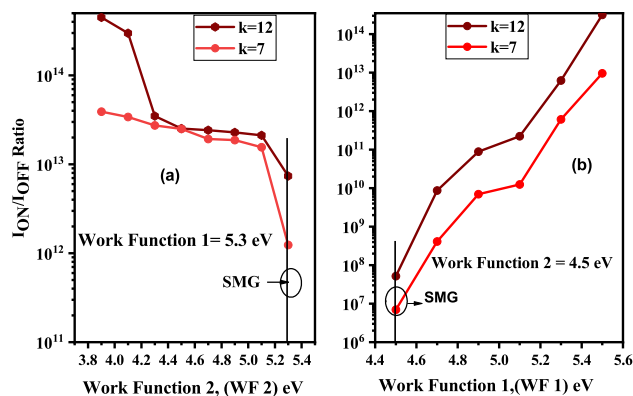 k=12
k=7
I_ON/I_OFF Ratio
10^14
10^13
10^12
10^11
(a)
Work Function 1= 5.3 eV
SMG
3.8 4.0 4.2 4.4 4.6 4.8 5.0 5.2 5.4
Work Function 2, (WF 2) eV
k=12
k=7
10^14
10^13
10^12
10^11
10^10
10^9
10^8
10^7
10^6
(b)
Work Function 2 = 4.5 eV
SMG
4.4 4.6 4.8 5.0 5.2 5.4 5.6
Work Function 1,(WF 1) eV